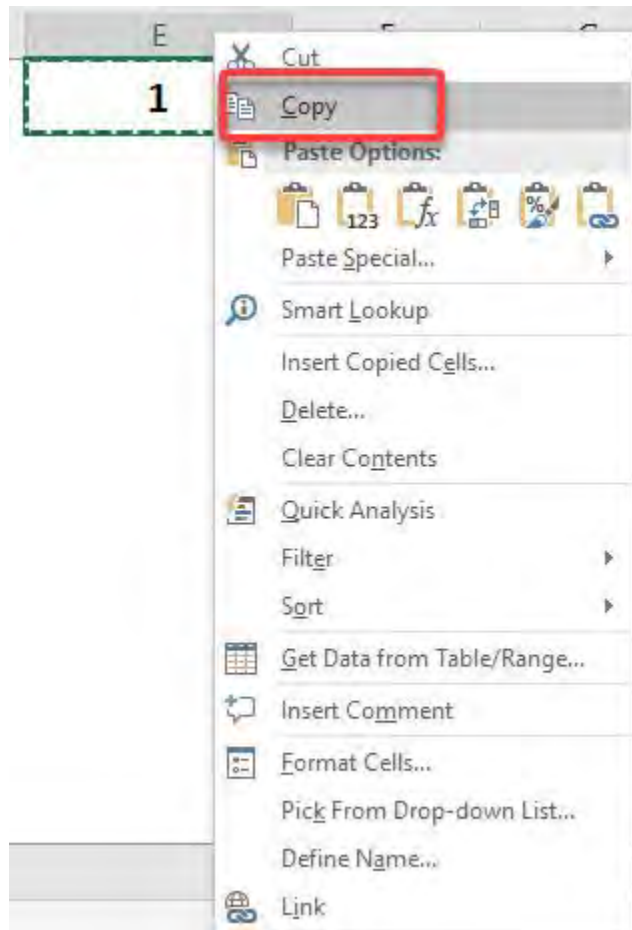 E
Cut
1
Copy
Paste Options:
123 fx %
Paste Special...
Smart Lookup
Insert Copied Cells...
Delete...
Clear Contents
Quick Analysis
Filter
Sort
Get Data from Table/Range...
Insert Comment
Format Cells...
Pick From Drop-down List...
Define Name...
Link